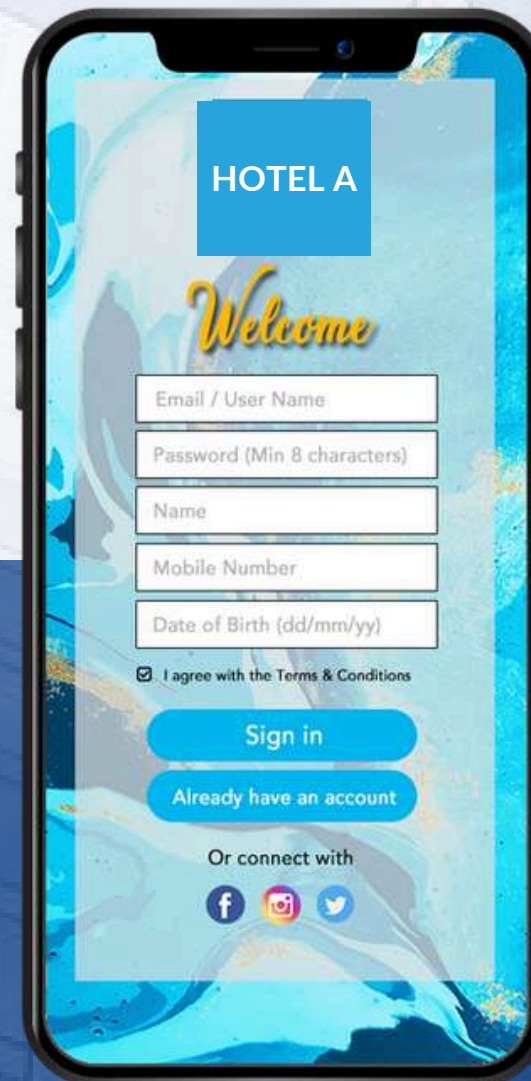 HOTEL A
Welcome
Email / User Name
Password (Min 8 characters)
Name
Mobile Number
Date of Birth (dd/mm/yy)
I agree with the Terms & Conditions
Sign in
Already have an account
Or connect with